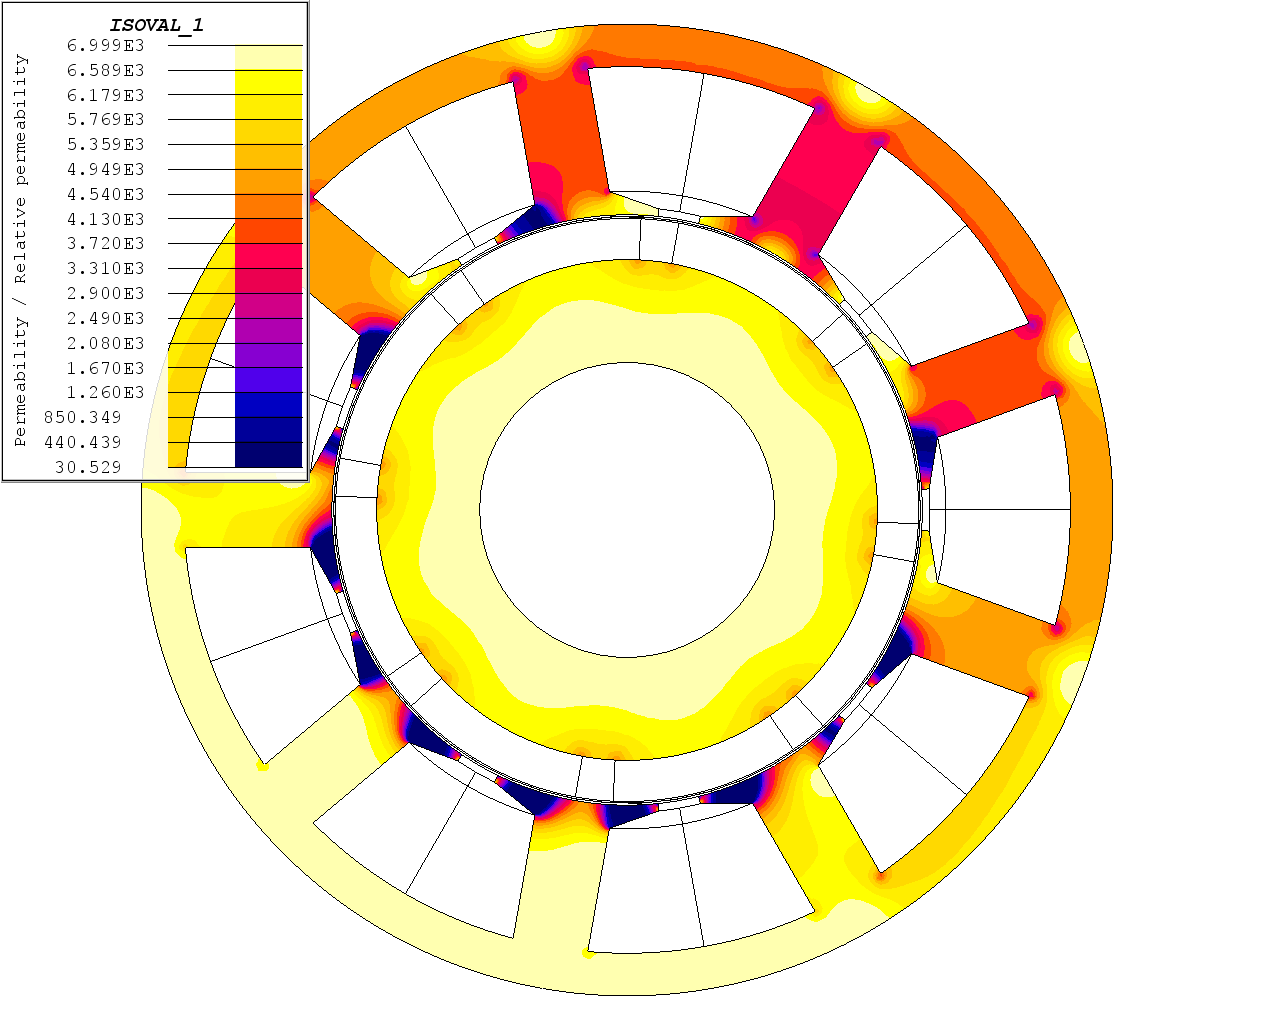 ISOVAL_1
Permeability / Relative permeability
6.999E3
6.589E3
6.179E3
5.769E3
5.359E3
4.949E3
4.540E3
4.130E3
3.720E3
3.310E3
2.900E3
2.490E3
2.080E3
1.670E3
1.260E3
850.349
440.439
30.529